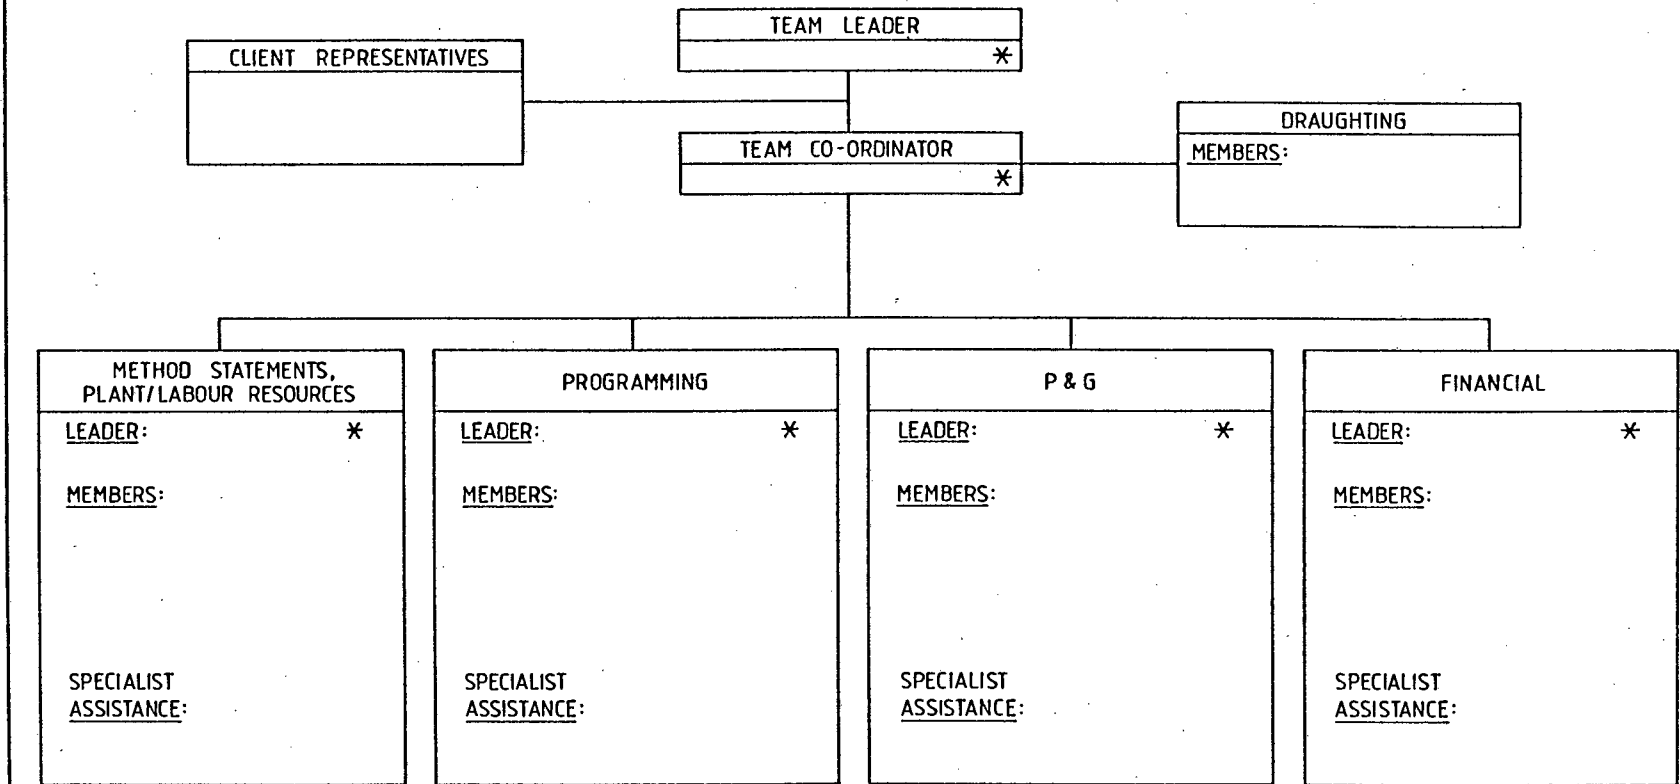 TEAM LEADER
*
CLIENT REPRESENTATIVES
TEAM CO-ORDINATOR
*
DRAUGHTING
MEMBERS:
METHOD STATEMENTS,
PLANT/LABOUR RESOURCES
LEADER: *
MEMBERS:
SPECIALIST
ASSISTANCE:
PROGRAMMING
LEADER: *
MEMBERS:
SPECIALIST
ASSISTANCE:
P & G
LEADER: *
MEMBERS:
SPECIALIST
ASSISTANCE:
FINANCIAL
LEADER: *
MEMBERS:
SPECIALIST
ASSISTANCE: